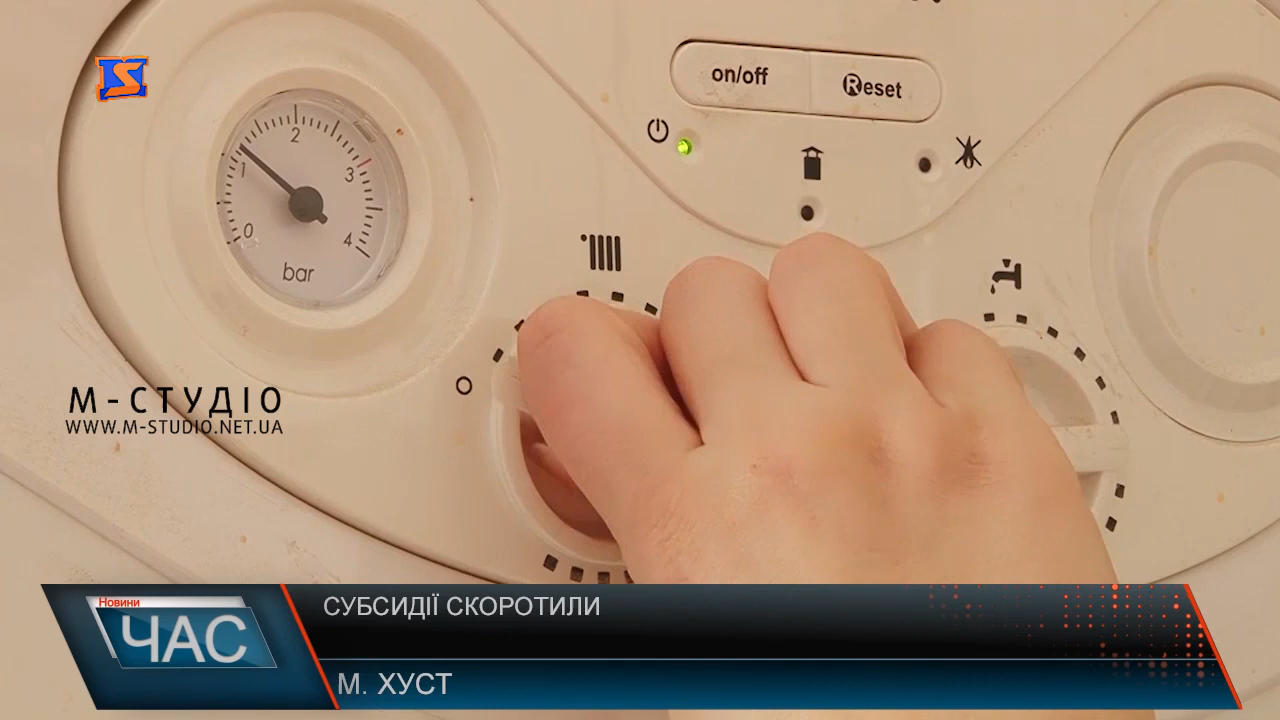 on/off Reset
2
1
3
0
4
bar
М-СТУДІО
WWW.M-STUDIO.NET.UA
Новини
ЧАС
СУБСИДІЇ СКОРОТИЛИ
М. ХУСТ